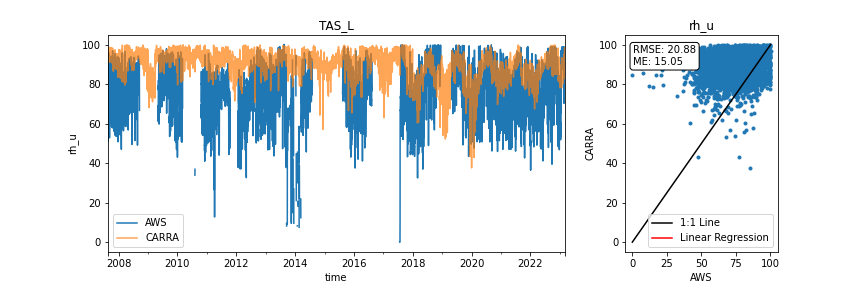 TAS_L
rh_u
100
80
60
40
20
0
AWS
CARRA
2008
2010
2012
2014
2016
2018
2020
2022
time
rh_u
CARRA
100
80
60
40
20
0
RMSE: 20.88
ME: 15.05
1:1 Line
Linear Regression
0
25
50
75
100
AWS